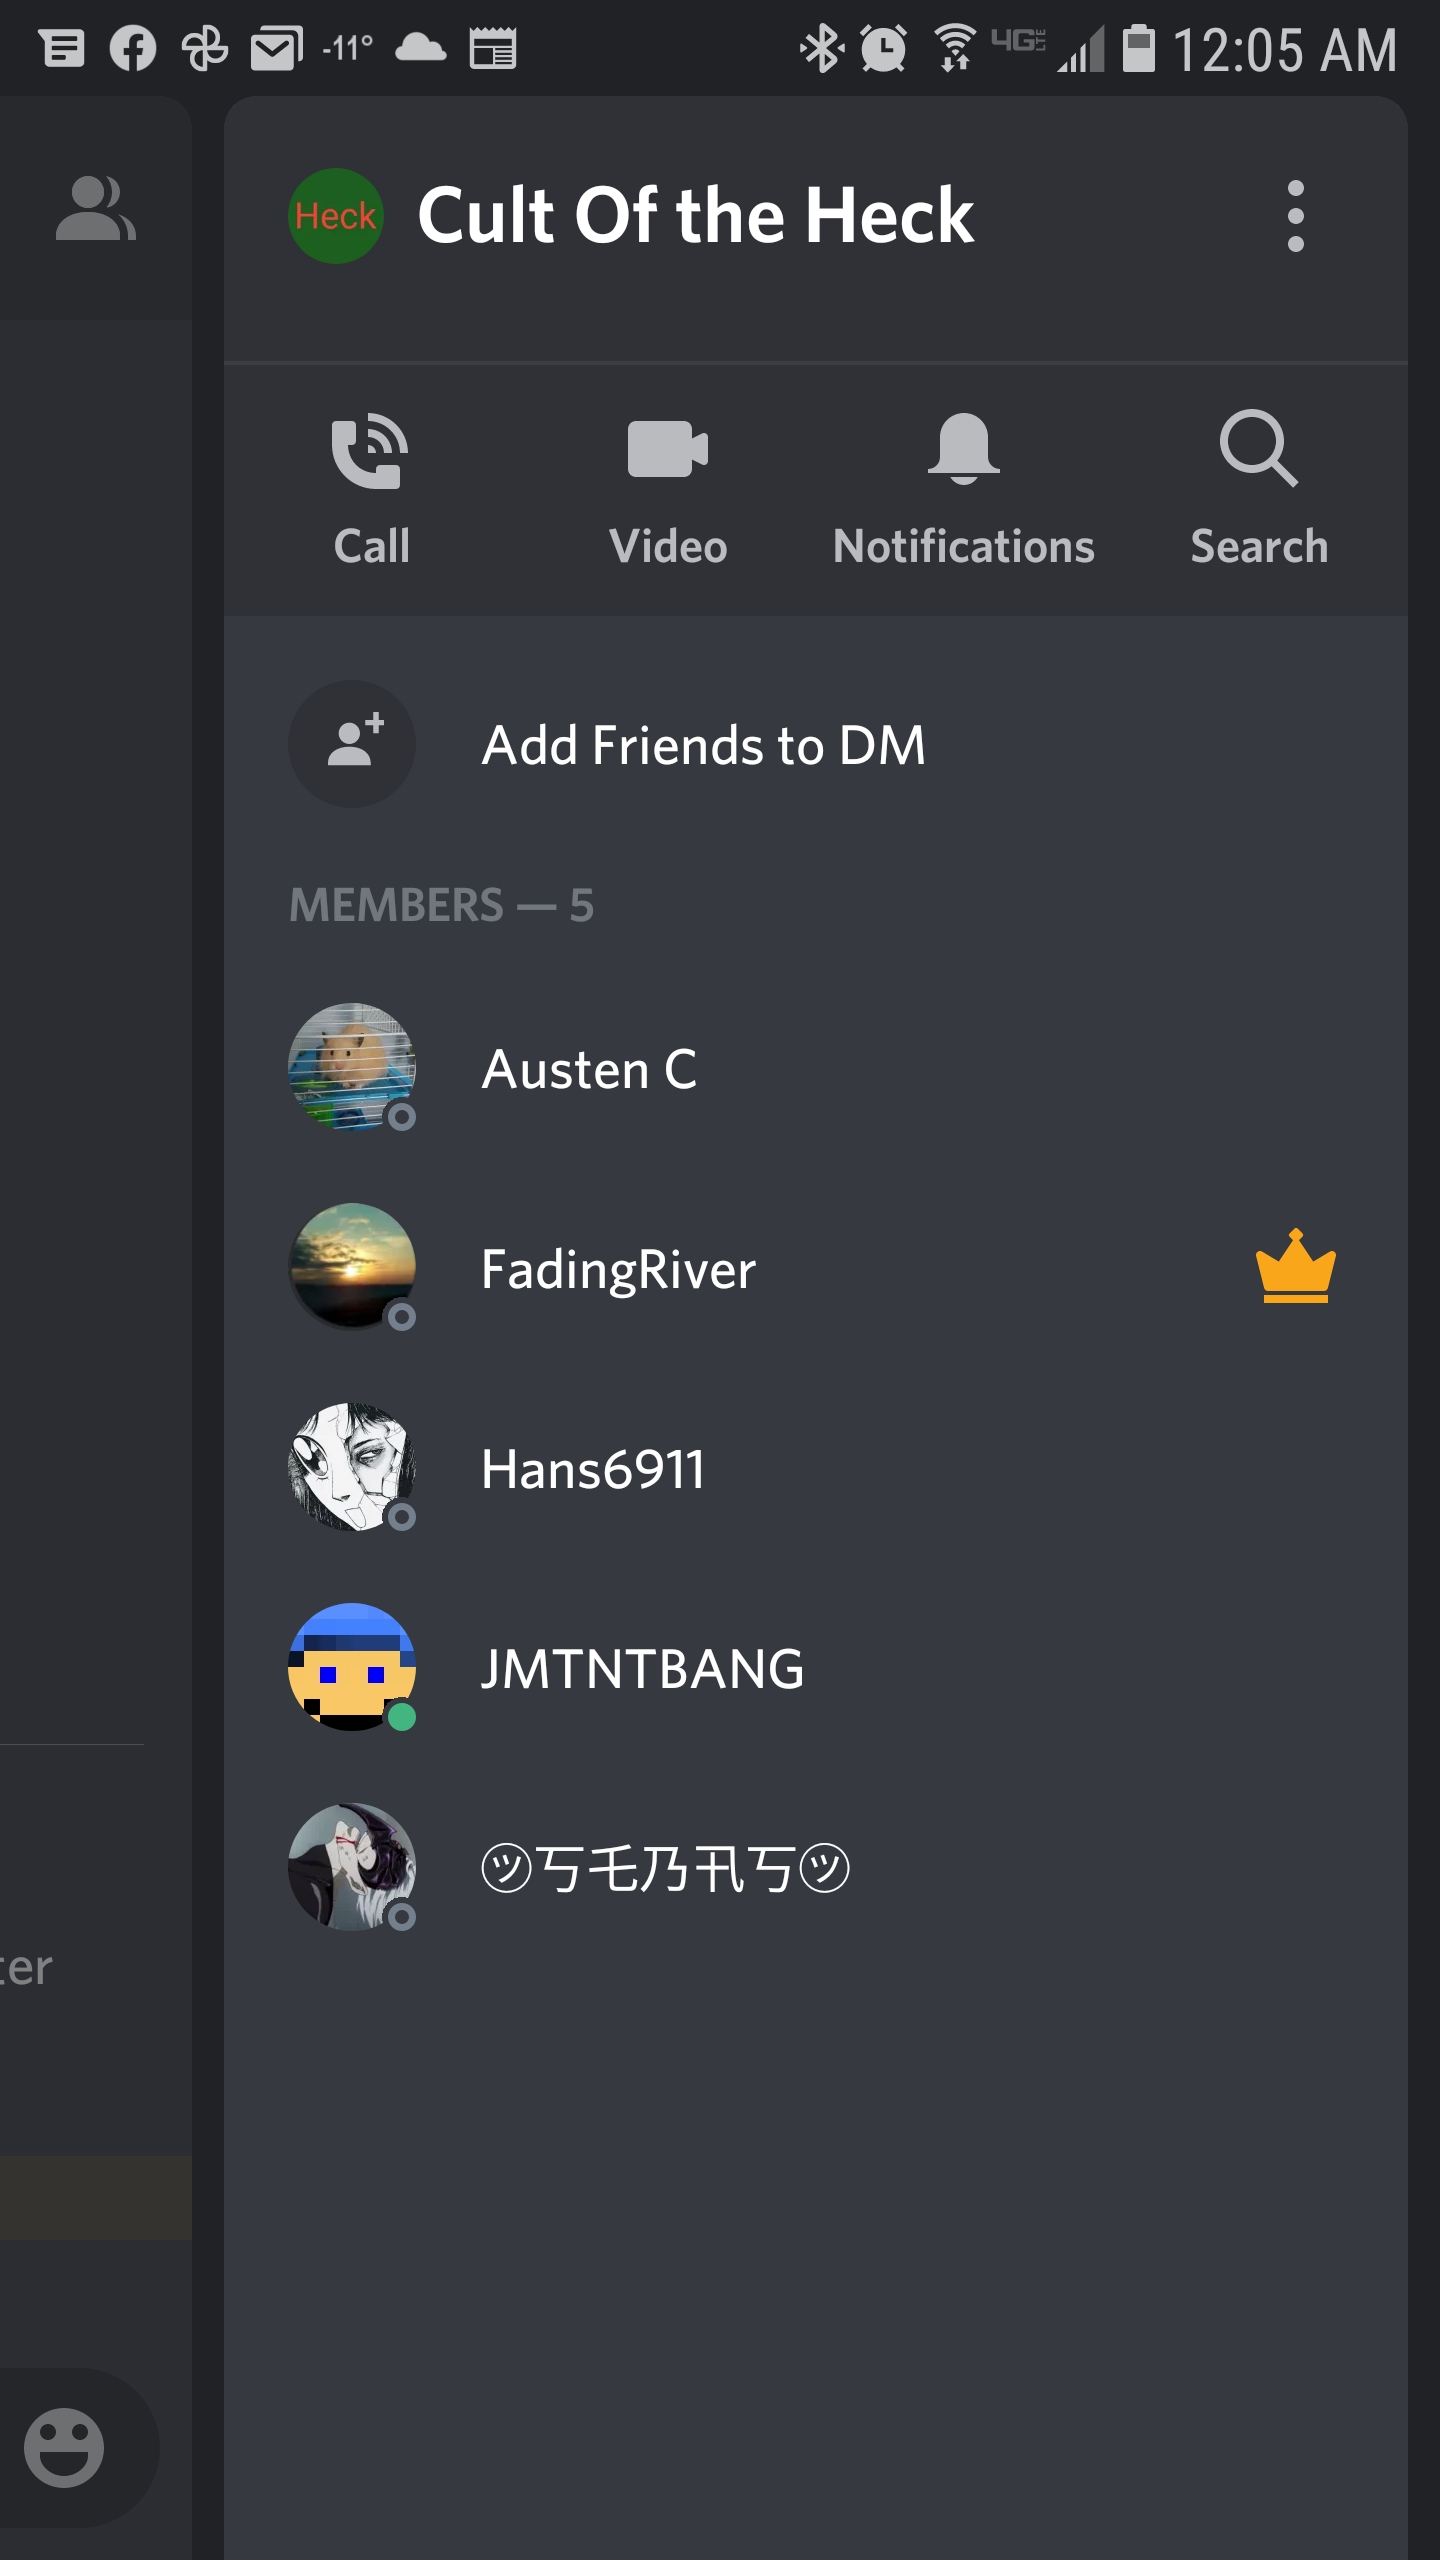 -11° 4G LTE 12:05 AM
Heck Cult Of the Heck
Call Video Notifications Search
Add Friends to DM
MEMBERS — 5
Austen C
FadingRiver
Hans6911
JMTNTBANG
㋡丂乇乃卂丂㋡
ter